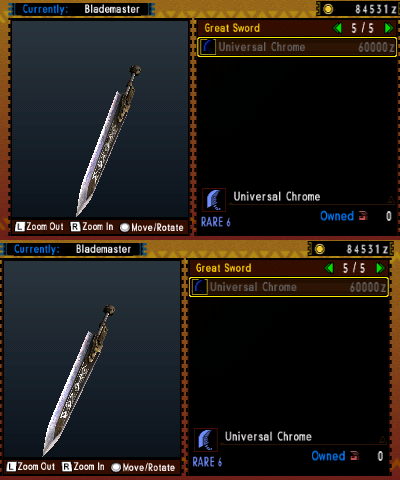 Currently: Blademaster
84531z
Great Sword 5/5
Universal Chrome 60000z
Universal Chrome
RARE 6 Owned 0
L Zoom Out R Zoom In Move/Rotate
Currently: Blademaster
84531z
Great Sword 5/5
Universal Chrome 60000z
Universal Chrome
RARE 6 Owned 0
L Zoom Out R Zoom In Move/Rotate